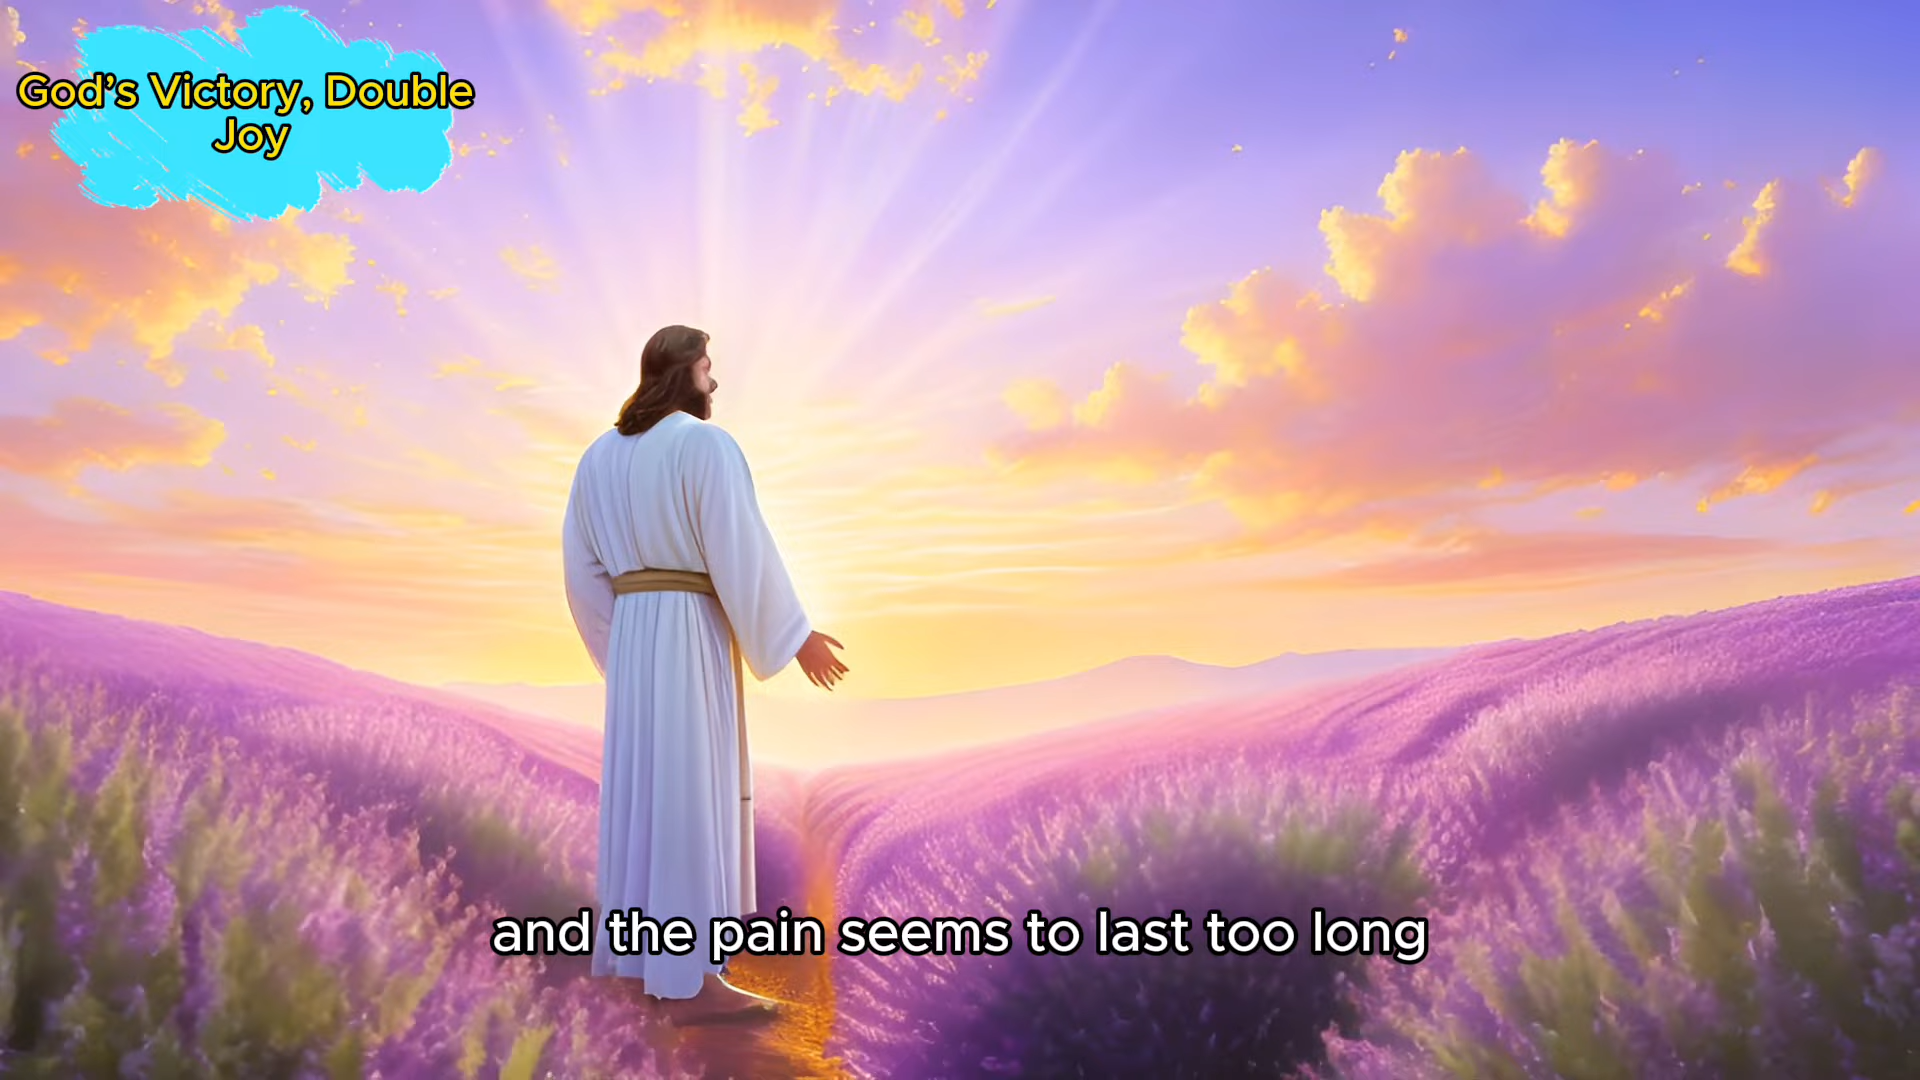 God’s Victory, Double
Joy
and the pain seems to last too long